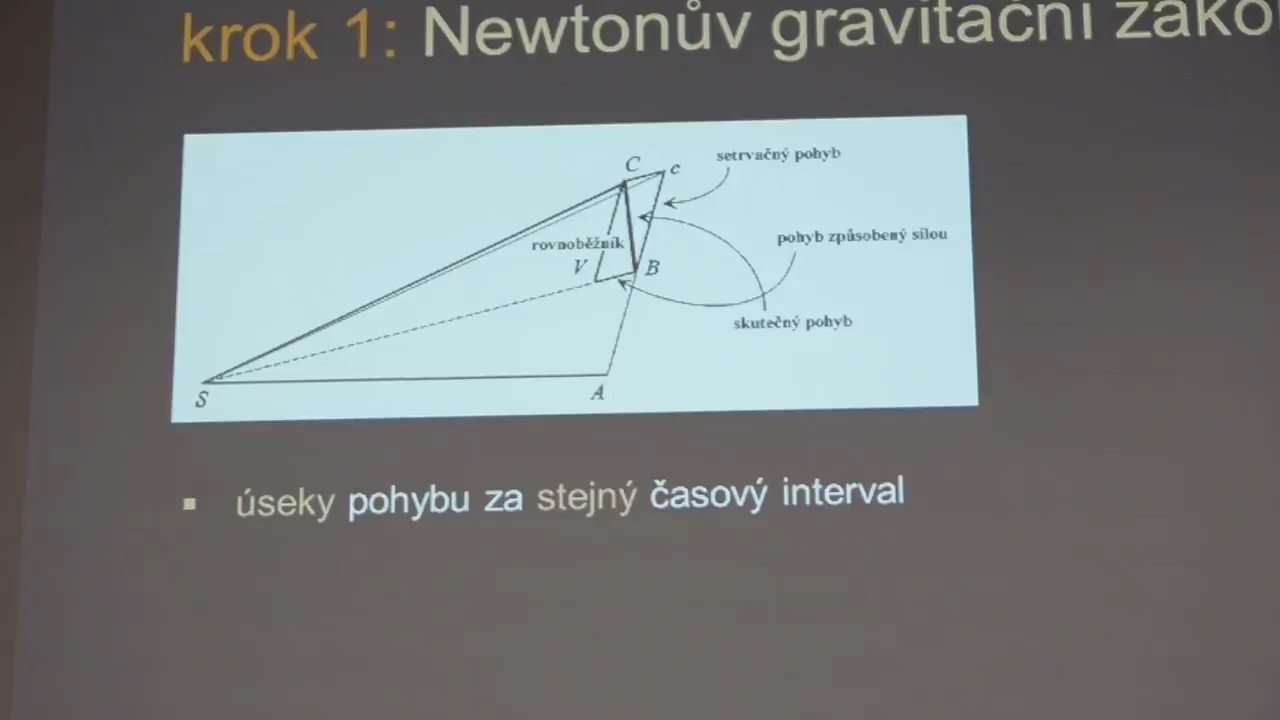 krok 1: Newtonův gravitační záko
C
c
setrvačný pohyb
rovnoběžník
pohyb způsobený silou
V
B
skutečný pohyb
S
A
▪ úseky pohybu za stejný časový interval